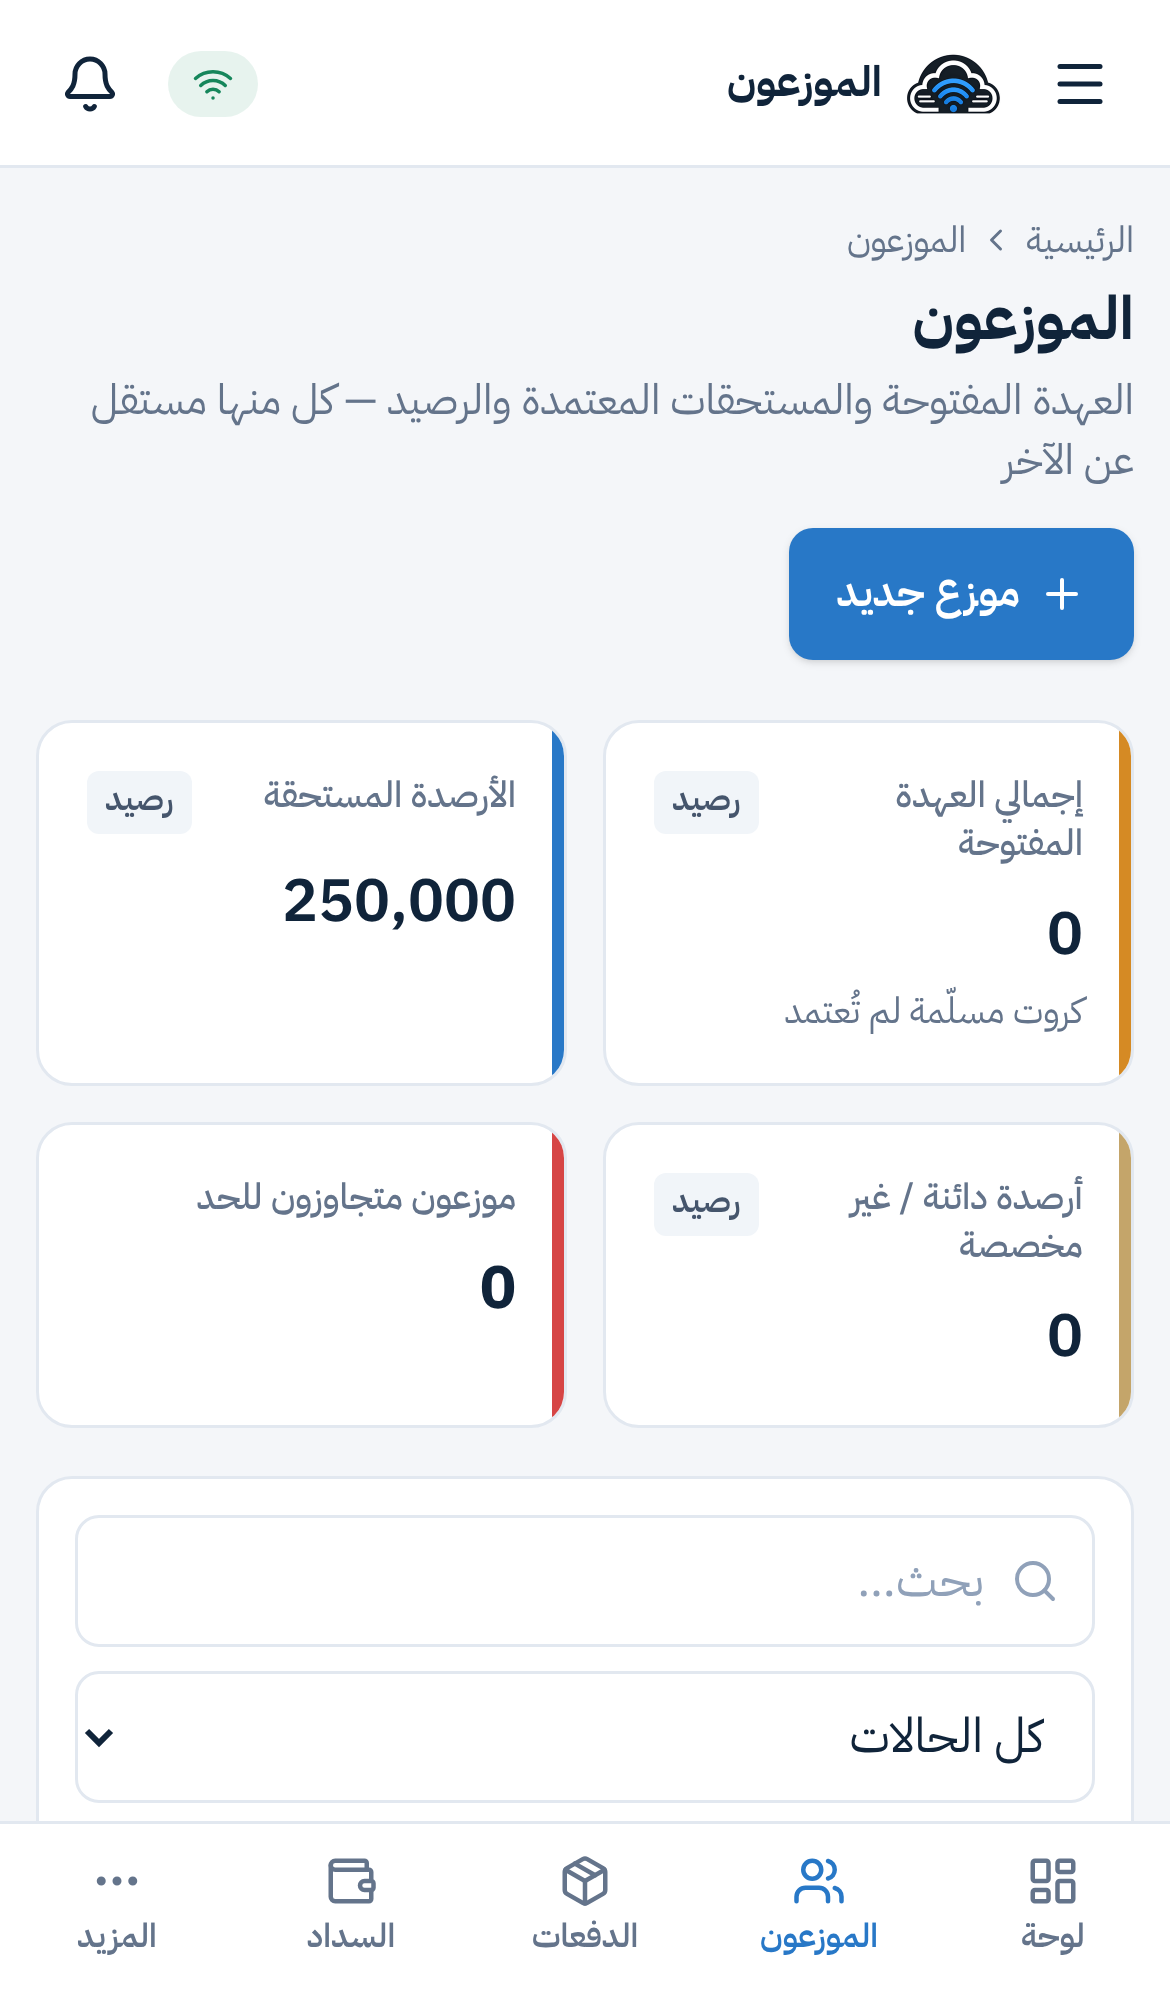 الموزعون
الرئيسية
الموزعون
الموزعون
العهدة المفتوحة والمستحقات المعتمدة والرصيد — كل منها مستقل
عن الآخر
موزع جديد
إجمالي العهدة
المفتوحة
رصيد
0
كروت مسلّمة لم تُعتمد
الأرصدة المستحقة
رصيد
250,000
أرصدة دائنة / غير
مخصصة
رصيد
0
موزعون متجاوزون للحد
0
بحث...
كل الحالات
لوحة
الموزعون
الدفعات
السداد
المزيد